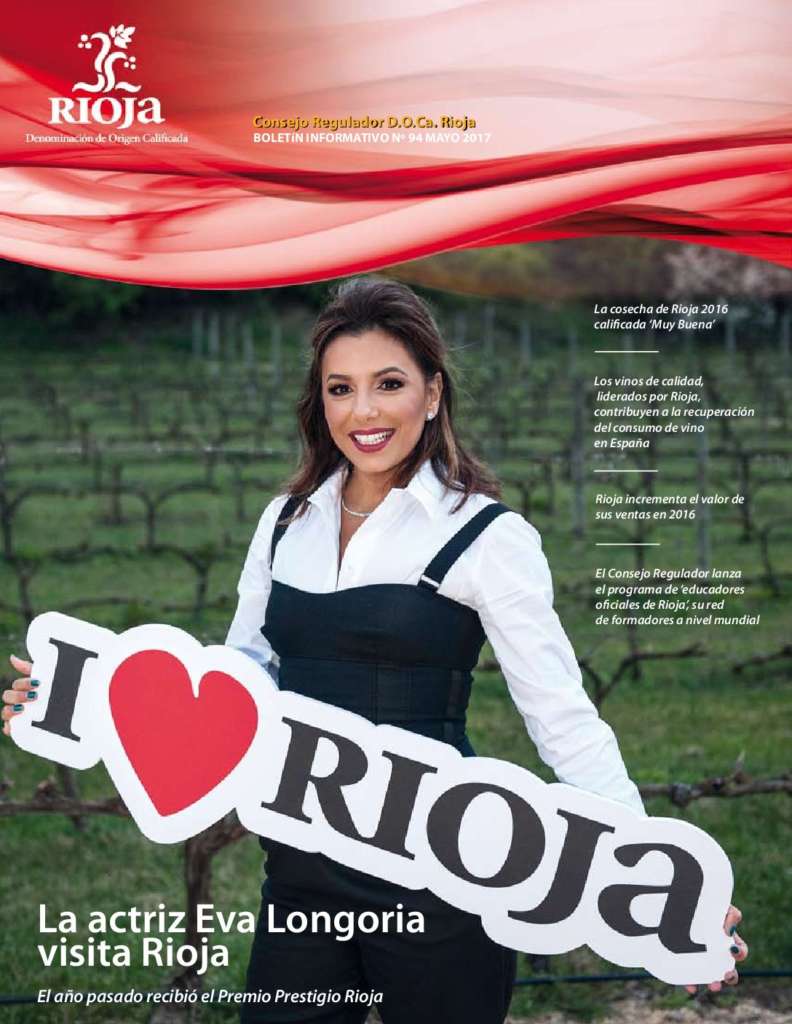 RIOJa
Denominación de Origen Calificada
Consejo Regulador D.O.Ca. Rioja
BOLETíN INFORMATIVO Nº 94 MAYO 2017
La cosecha de Rioja 2016
calificada ‘Muy Buena’
Los vinos de calidad,
liderados por Rioja,
contribuyen a la recuperación
del consumo de vino
en España
Rioja incrementa el valor de
sus ventas en 2016
El Consejo Regulador lanza
el programa de ‘educadores
oficiales de Rioja’, su red
de formadores a nivel mundial
I ♥ RIOJa
La actriz Eva Longoria
visita Rioja
El año pasado recibió el Premio Prestigio Rioja